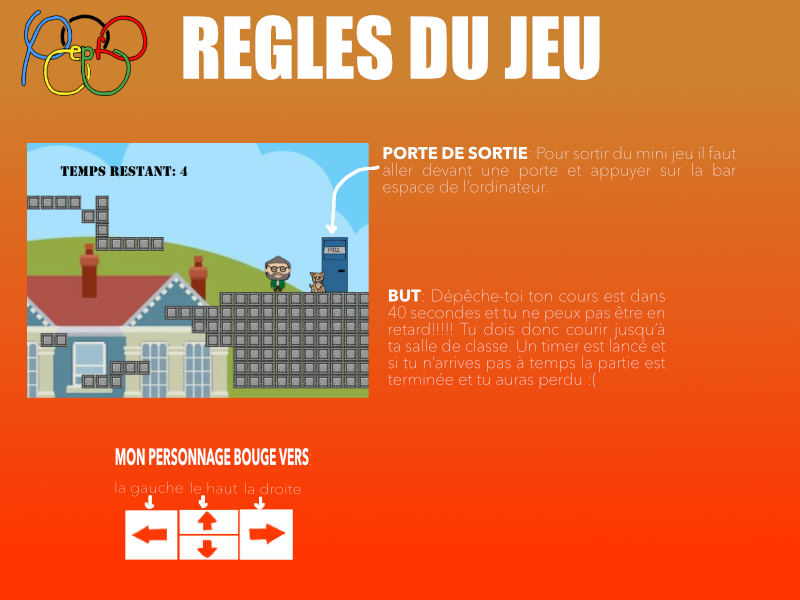 REGLES DU JEU
TEMPS RESTANT: 4
PORTE DE SORTIE: Pour sortir du mini jeu il faut
aller devant une porte et appuyer sur la bar
espace de l'ordinateur.
BUT: Dépêche-toi ton cours est dans
40 secondes et tu ne peux pas être en
retard!!!!! Tu dois donc courir jusqu'à
ta salle de classe. Un timer est lancé et
si tu n'arrives pas à temps la partie est
terminée et tu auras perdu :(
MON PERSONNAGE BOUGE VERS:
la gauche le haut la droite